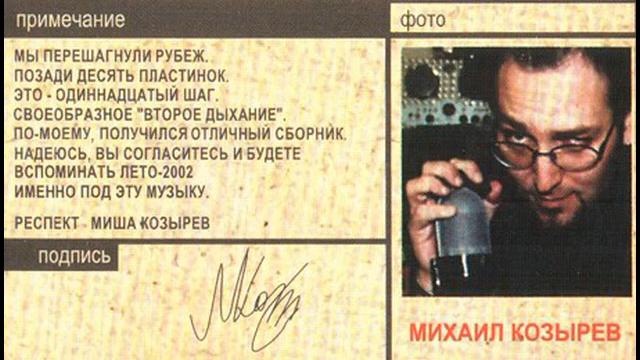 примечание
МЫ ПЕРЕШАГНУЛИ РУБЕЖ.
ПОЗАДИ ДЕСЯТЬ ПЛАСТИНОК.
ЭТО - ОДИННАДЦАТЫЙ ШАГ.
СВОЕОБРАЗНОЕ "ВТОРОЕ ДЫХАНИЕ".
ПО-МОЕМУ, ПОЛУЧИЛСЯ ОТЛИЧНЫЙ СБОРНИК.
НАДЕЮСЬ, ВЫ СОГЛАСИТЕСЬ И БУДЕТЕ
ВСПОМИНАТЬ ЛЕТО-2002
ИМЕННО ПОД ЭТУ МУЗЫКУ.
РЕСПЕКТ - МИША КОЗЫРЕВ
подпись
фото
МИХАИЛ КОЗЫРЕВ